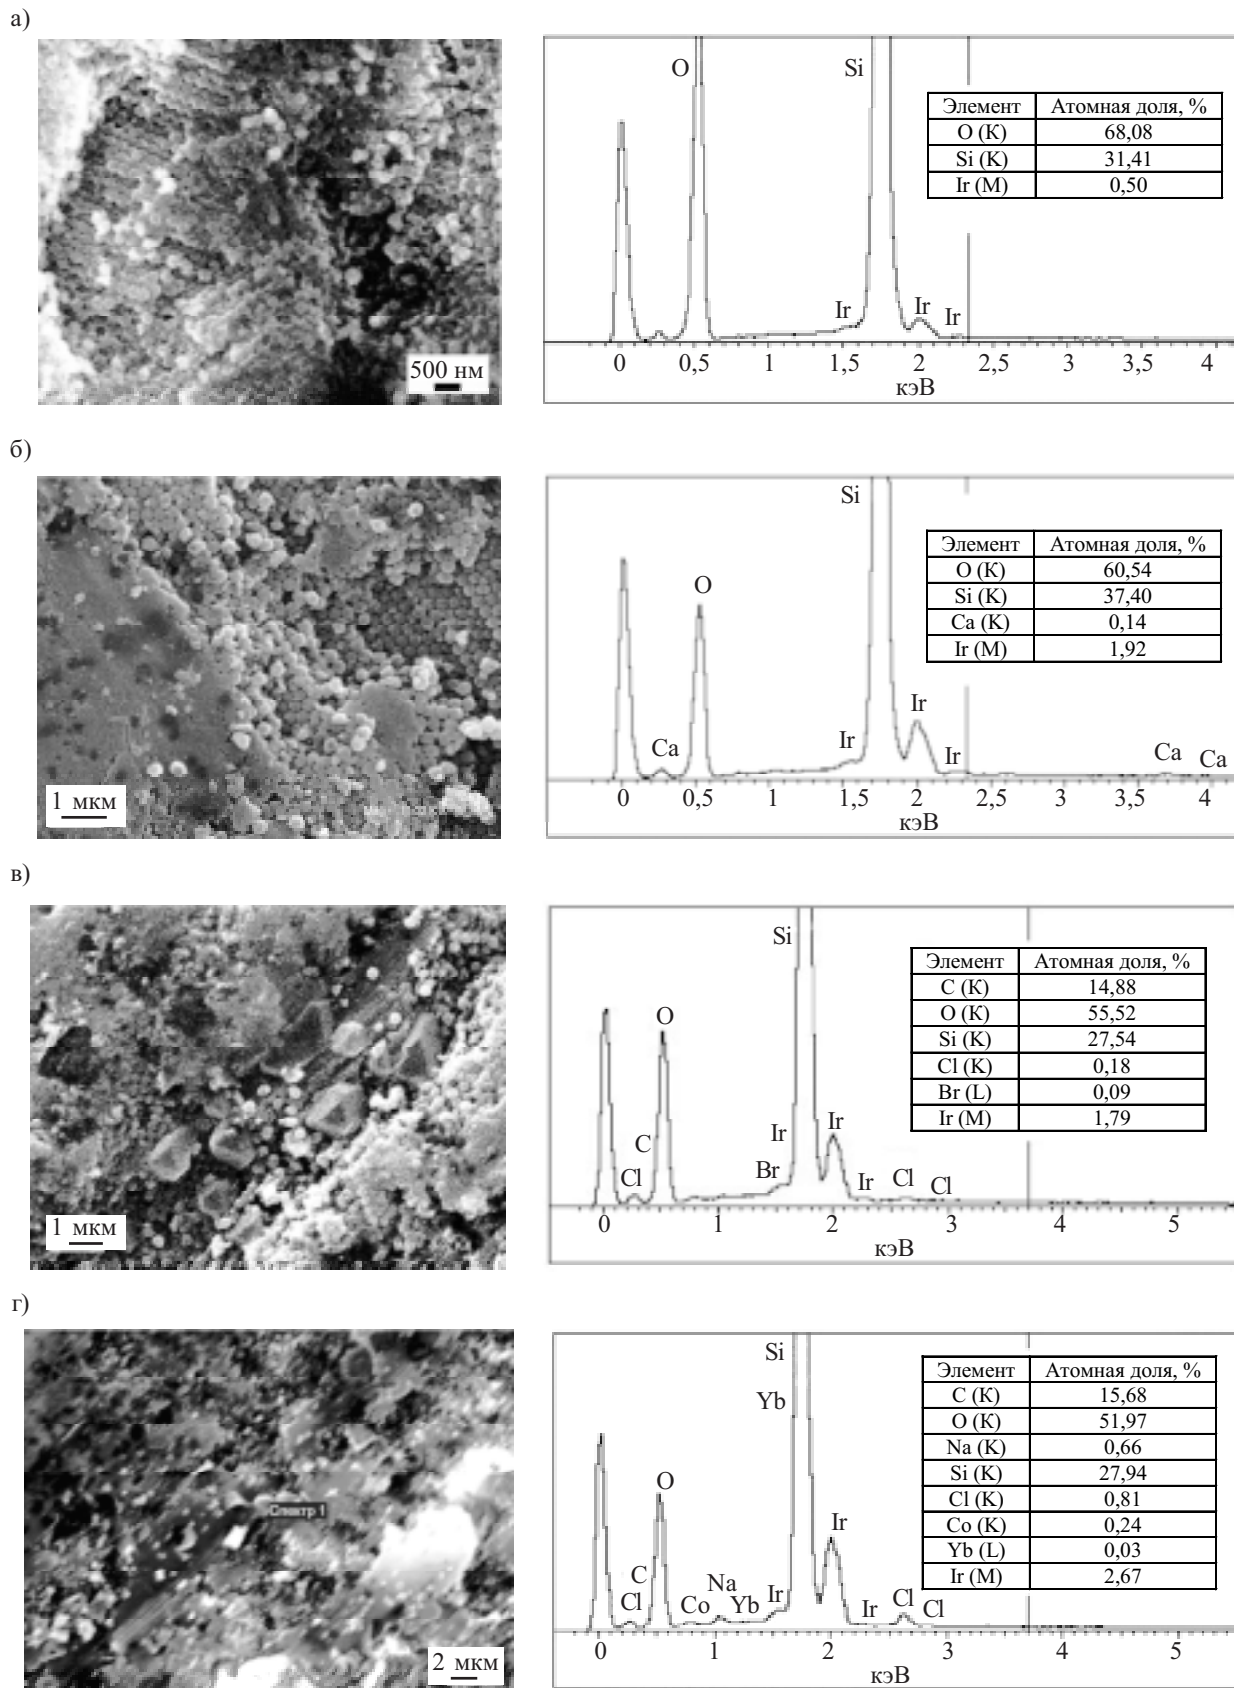 а)
O
Si
Элемент Атомная доля, %
O (К) 68,08
Si (К) 31,41
Ir (М) 0,50
Ir
Ir
Ir
500 нм
0 0,5 1 1,5 2 2,5 3 3,5 4
кэВ
б)
Si
Элемент Атомная доля, %
O (К) 60,54
Si (К) 37,40
Ca (К) 0,14
Ir (М) 1,92
O
Ir
Ca
Ir
Ir
Ca
Ca
1 мкм
0 0,5 1 1,5 2 2,5 3 3,5 4
кэВ
в)
Si
Элемент Атомная доля, %
C (К) 14,88
O (К) 55,52
Si (К) 27,54
Cl (К) 0,18
Br (L) 0,09
Ir (М) 1,79
O
Ir
Ir
C
Br
Cl
Ir
Cl
Cl
1 мкм
0 1 2 3 4 5
кэВ
г)
Si
Yb
Элемент Атомная доля, %
C (К) 15,68
O (К) 51,97
Na (К) 0,66
Si (К) 27,94
Cl (К) 0,81
Co (К) 0,24
Yb (L) 0,03
Ir (М) 2,67
O
Спектр 1
Ir
C
Na
Cl
Co
Yb
Ir
Ir
Cl
Cl
2 мкм
0 1 2 3 4 5
кэВ